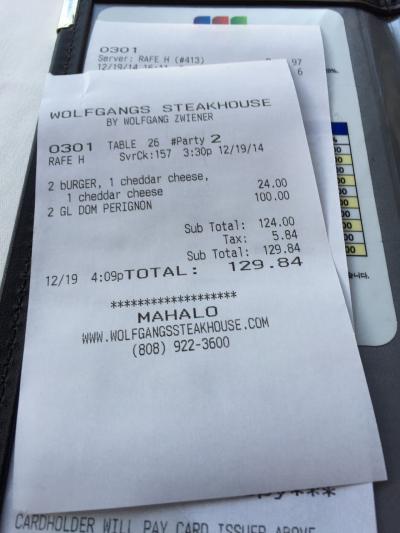 0301
Server: RAFE H (#413)
WOLFGANGS STEAKHOUSE
BY WOLFGANG ZWIENER
0301 TABLE 26 #Party 2
RAFE H SvrCk:157 3:30p 12/19/14
2 bURGER, 1 cheddar cheese,
1 cheddar cheese 24.00
2 GL DOM PERIGNON 100.00
Sub Total: 124.00
Tax: 5.84
Sub Total: 129.84
12/19 4:09pTOTAL: 129.84
*******************
MAHALO
WWW.WOLFGANGSSTEAKHOUSE.COM
(808) 922-3600
CARDHOLDER WILL PAY CARD ISSUER ABOVE